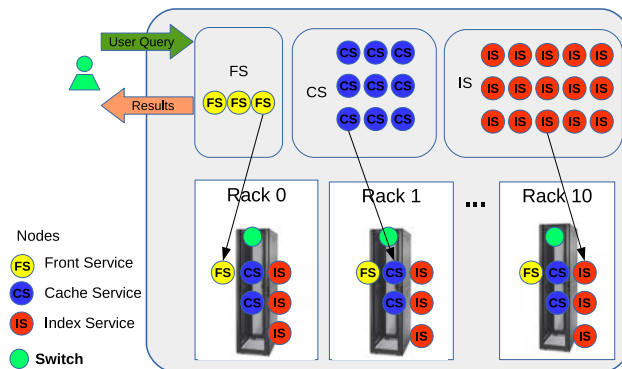 User Query
Results
FS
FS FS FS
CS
CS CS CS
CS CS CS
CS CS CS
IS
IS IS IS IS IS
IS IS IS IS IS
IS IS IS IS IS
Rack 0
FS CS IS
CS IS
IS
Rack 1
FS CS IS
CS IS
IS
...
Rack 10
FS CS IS
CS IS
IS
Nodes
FS Front Service
CS Cache Service
IS Index Service
Switch